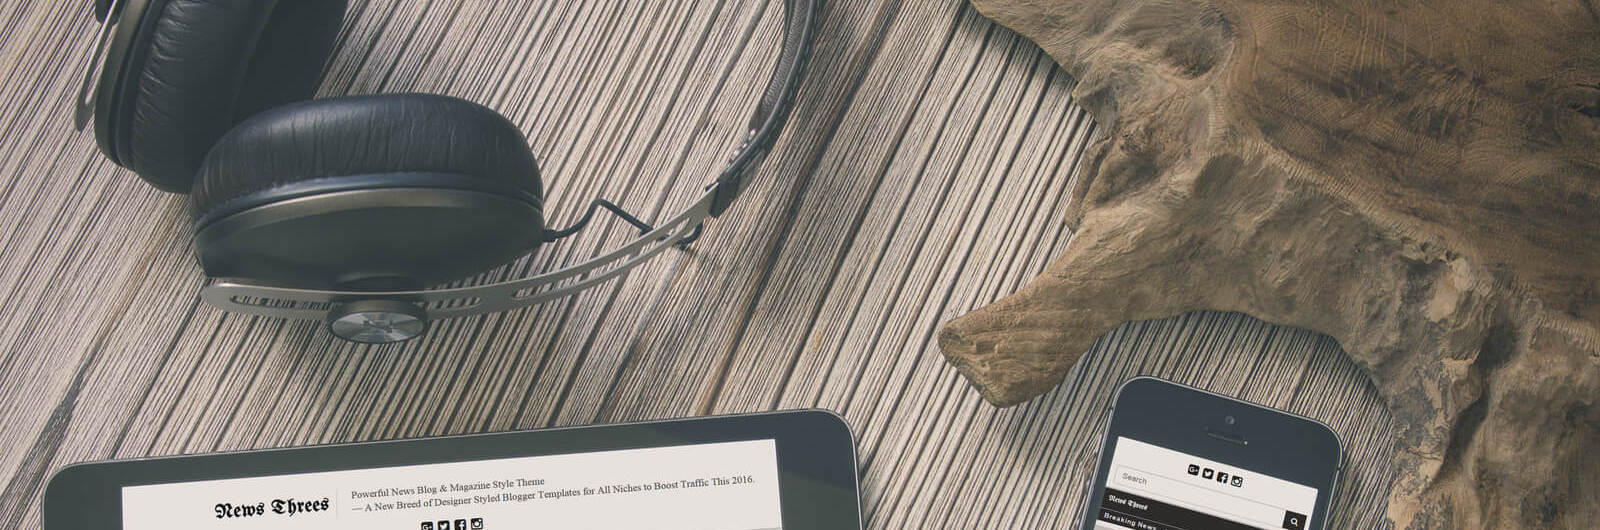 News Threes
Powerful News Blog & Magazine Style Theme
— A New Breed of Designer Styled Blogger Templates for All Niches to Boost Traffic This 2016.
Search
News Threes
Breaking News